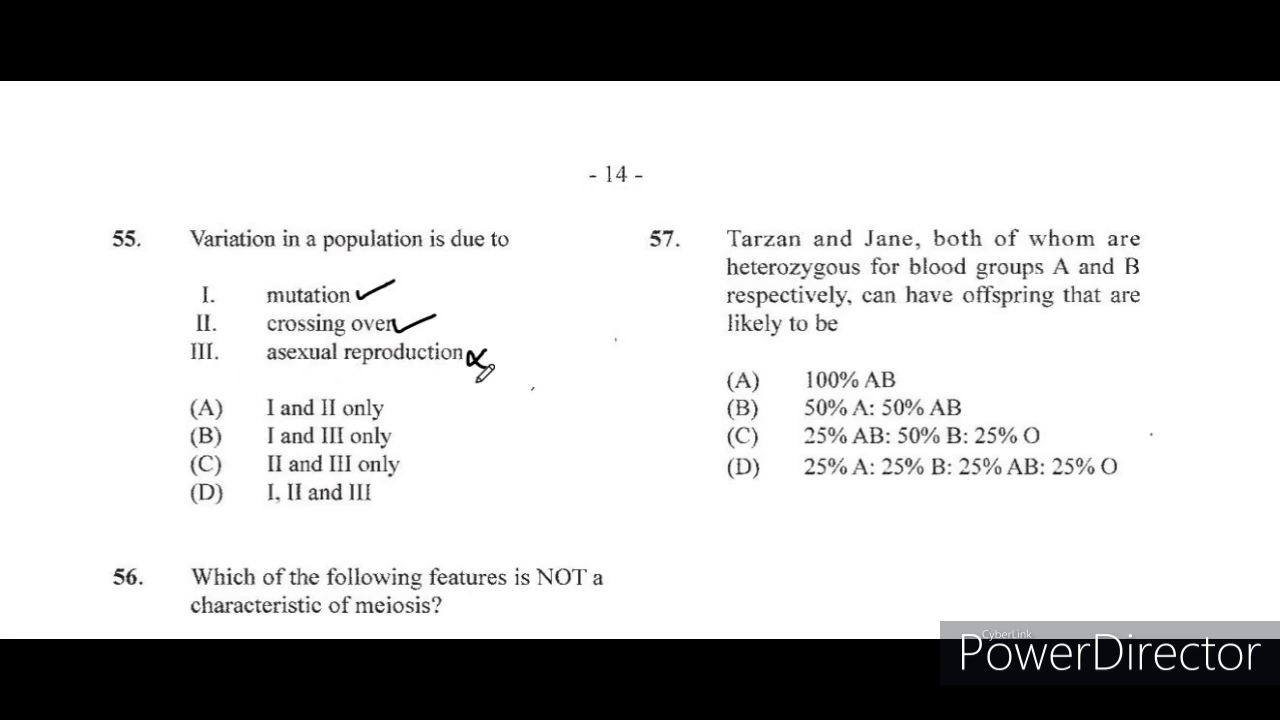 - 14 -
55. Variation in a population is due to
I. mutation
II. crossing over
III. asexual reproduction
(A) I and II only
(B) I and III only
(C) II and III only
(D) I, II and III
56. Which of the following features is NOT a
characteristic of meiosis?
57. Tarzan and Jane, both of whom are
heterozygous for blood groups A and B
respectively, can have offspring that are
likely to be
(A) 100% AB
(B) 50% A: 50% AB
(C) 25% AB: 50% B: 25% O
(D) 25% A: 25% B: 25% AB: 25% O
CyberLink
PowerDirector